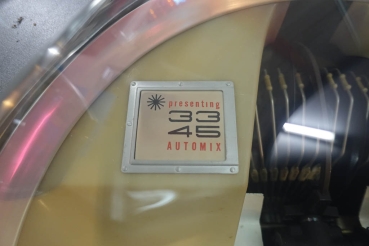 presenting
33
45
AUTOMIX